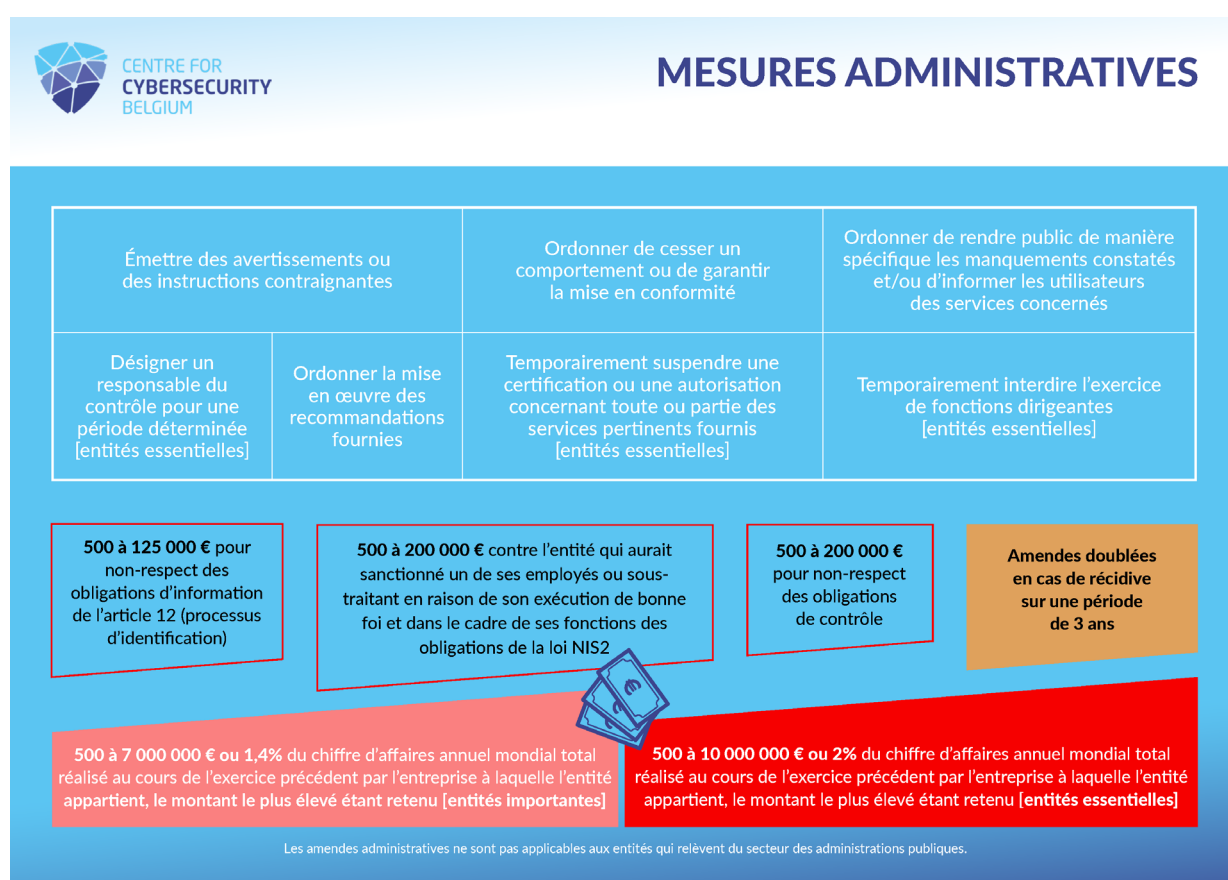 CENTRE FOR
CYBERSECURITY
BELGIUM
MESURES ADMINISTRATIVES
Émettre des avertissements ou
des instructions contraignantes
Ordonner de cesser un
comportement ou de garantir
la mise en conformité
Ordonner de rendre public de manière
spécifique les manquements constatés
et/ou d'informer les utilisateurs
des services concernés
Désigner un
responsable du
contrôle pour une
période déterminée
[entités essentielles]
Ordonner la mise
en œuvre des
recommandations
fournies
Temporairement suspendre une
certification ou une autorisation
concernant toute ou partie des
services pertinents fournis
[entités essentielles]
Temporairement interdire l'exercice
de fonctions dirigeantes
[entités essentielles]
500 à 125 000 € pour
non-respect des
obligations d'information
de l'article 12 (processus
d'identification)
500 à 200 000 € contre l'entité qui aurait
sanctionné un de ses employés ou sous-
traitant en raison de son exécution de bonne
foi et dans le cadre de ses fonctions des
obligations de la loi NIS2
500 à 200 000 €
pour non-respect
des obligations
de contrôle
Amendes doublées
en cas de récidive
sur une période
de 3 ans
500 à 7 000 000 € ou 1,4% du chiffre d'affaires annuel mondial total
réalisé au cours de l'exercice précédent par l'entreprise à laquelle l'entité
appartient, le montant le plus élevé étant retenu [entités importantes]
500 à 10 000 000 € ou 2% du chiffre d'affaires annuel mondial total
réalisé au cours de l'exercice précédent par l'entreprise à laquelle l'entité
appartient, le montant le plus élevé étant retenu [entités essentielles]
Les amendes administratives ne sont pas applicables aux entités qui relèvent du secteur des administrations publiques.